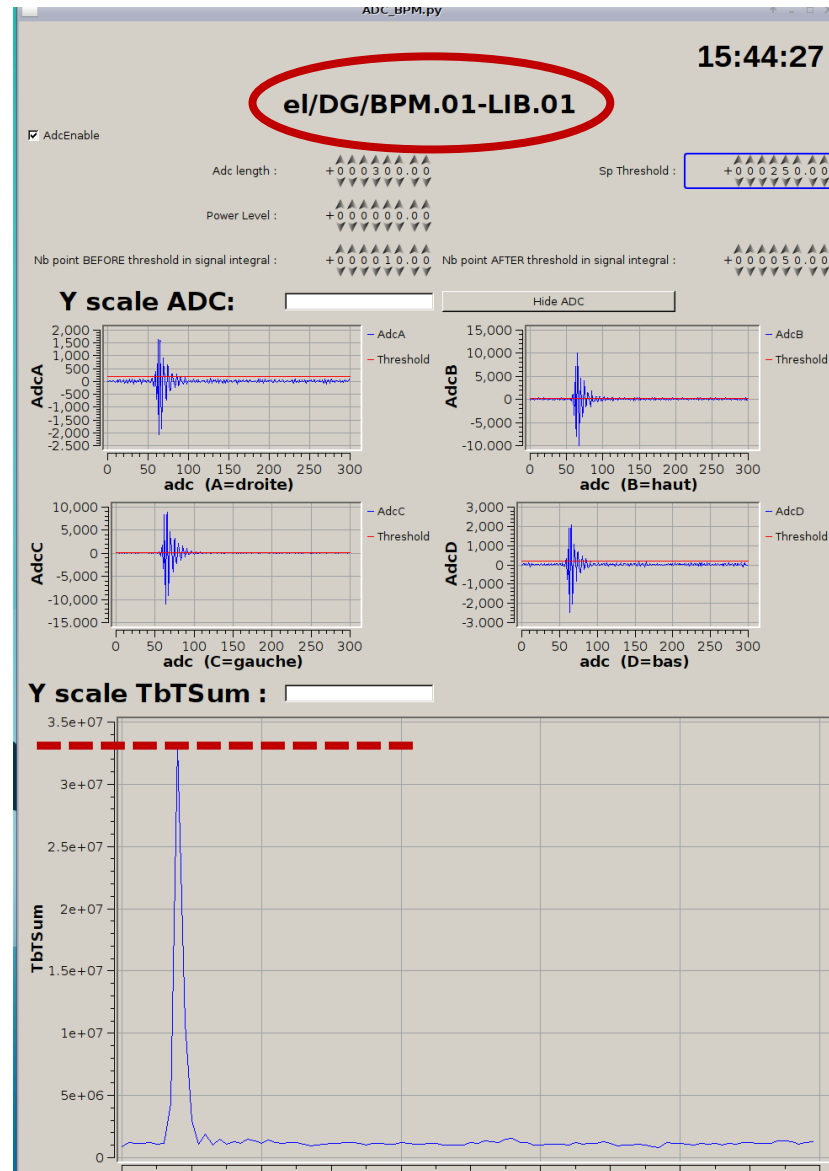 ADC_BPM.py
15:44:27
el/DG/BPM.01-LIB.01
AdcEnable
Adc length : +000300.00 Sp Threshold : +000250.00
Power Level : +000000.00
Nb point BEFORE threshold in signal integral : +000010.00 Nb point AFTER threshold in signal integral : +000050.00
Y scale ADC: Hide ADC
AdcA
2,000
1,500
1,000
500
0
-500
-1,000
-1,500
-2,000
-2.500
0 50 100 150 200 250 300
adc (A=droite)
AdcA
Threshold
AdcB
15,000
10,000
5,000
0
-5,000
-10.000
0 50 100 150 200 250 300
adc (B=haut)
AdcB
Threshold
AdcC
10,000
5,000
0
-5,000
-10,000
-15.000
0 50 100 150 200 250 300
adc (C=gauche)
AdcC
Threshold
AdcD
3,000
2,000
1,000
0
-1,000
-2,000
-3.000
0 50 100 150 200 250 300
adc (D=bas)
AdcD
Threshold
Y scale TbTSum :
TbTSum
3.5e+07
3e+07
2.5e+07
2e+07
1.5e+07
1e+07
5e+06
0